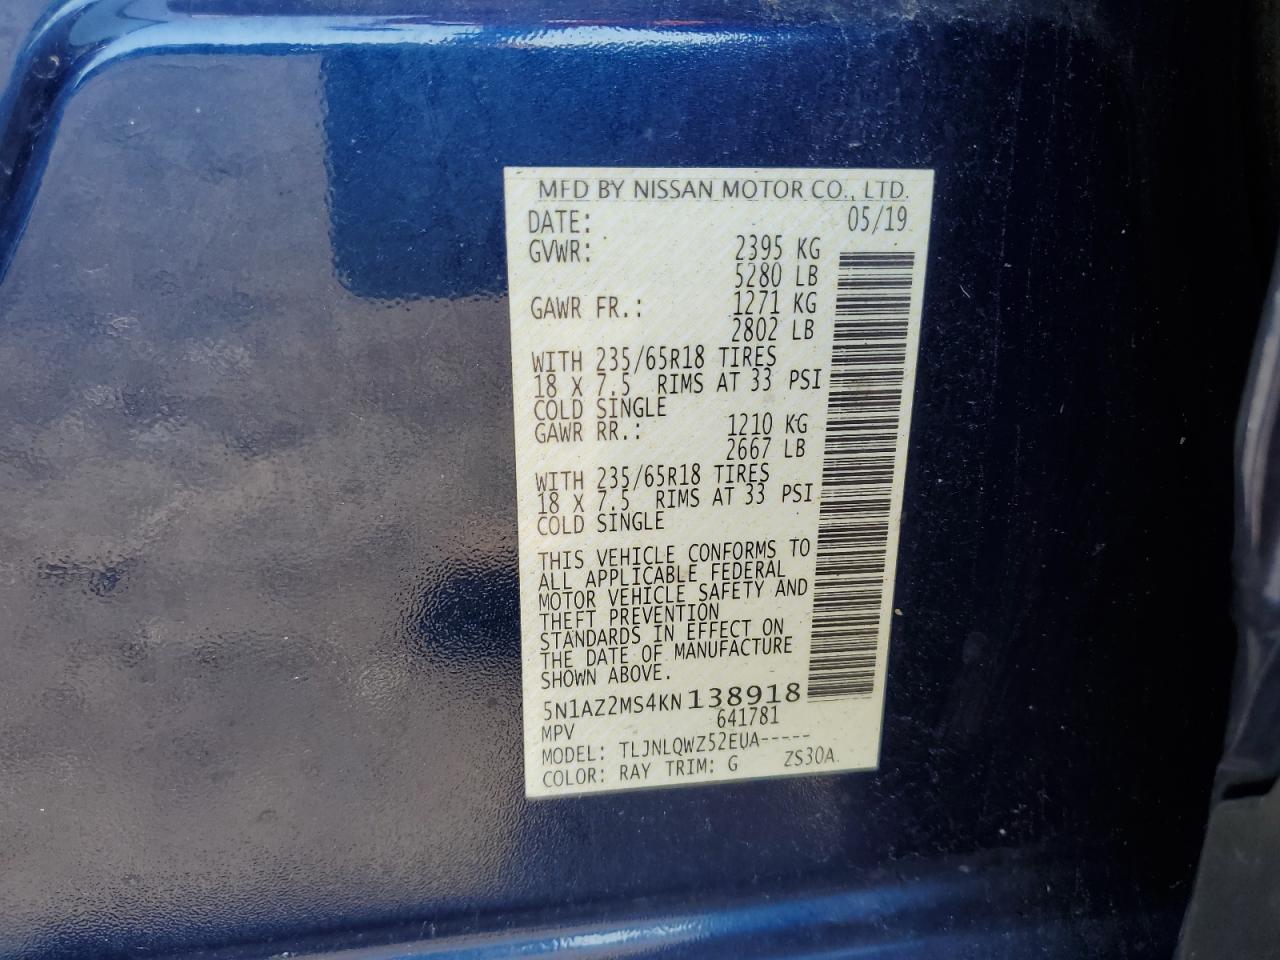 MFD BY NISSAN MOTOR CO., LTD.
DATE: 05/19
GVWR: 2395 KG
5280 LB
GAWR FR.: 1271 KG
2802 LB
WITH 235/65R18 TIRES
18 X 7.5 RIMS AT 33 PSI
COLD SINGLE
GAWR RR.: 1210 KG
2667 LB
WITH 235/65R18 TIRES
18 X 7.5 RIMS AT 33 PSI
COLD SINGLE
THIS VEHICLE CONFORMS TO
ALL APPLICABLE FEDERAL
MOTOR VEHICLE SAFETY AND
THEFT PREVENTION
STANDARDS IN EFFECT ON
THE DATE OF MANUFACTURE
SHOWN ABOVE.
5N1AZ2MS4KN138918
MPV 641781
MODEL: TLJNLQWZ52EUA-----
COLOR: RAY TRIM: G ZS30A